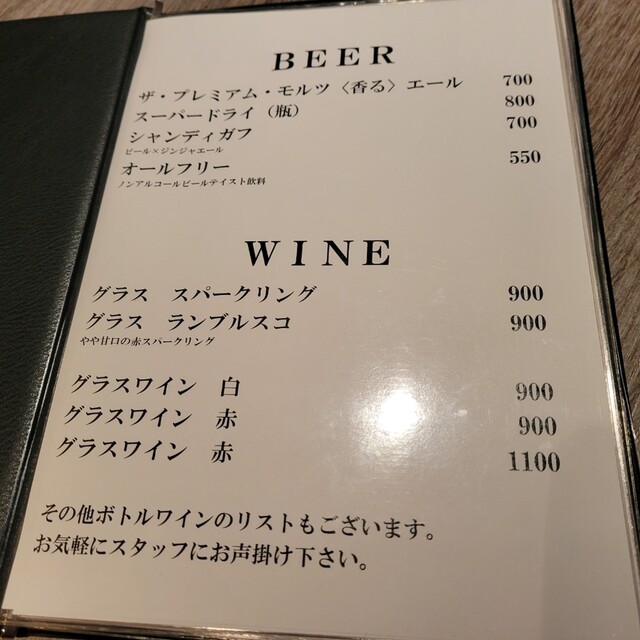 BEER
ザ・プレミアム・モルツ〈香る〉エール 700
スーパードライ（瓶） 800
シャンディガフ 700
ビール×ジンジャエール
オールフリー 550
ノンアルコールビールテイスト飲料
WINE
グラス スパークリング 900
グラス ランブルスコ 900
やや甘口の赤スパークリング
グラスワイン 白 900
グラスワイン 赤 900
グラスワイン 赤 1100
その他ボトルワインのリストもございます。
お気軽にスタッフにお声掛け下さい。